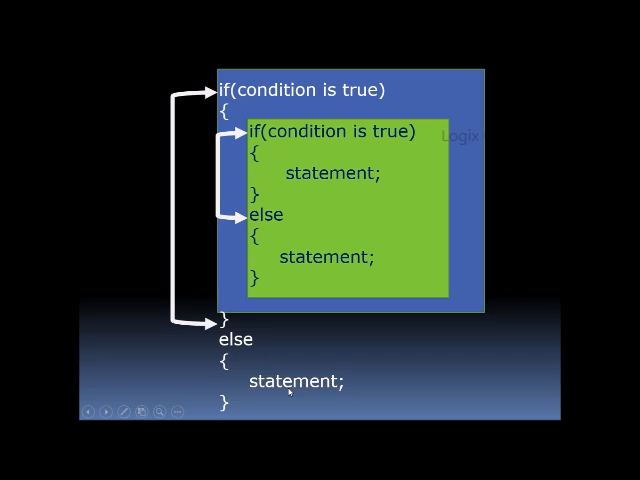 if(condition is true)
{
if(condition is true)
Logix
{
statement;
}
else
{
statement;
}
}
else
{
statement;
}